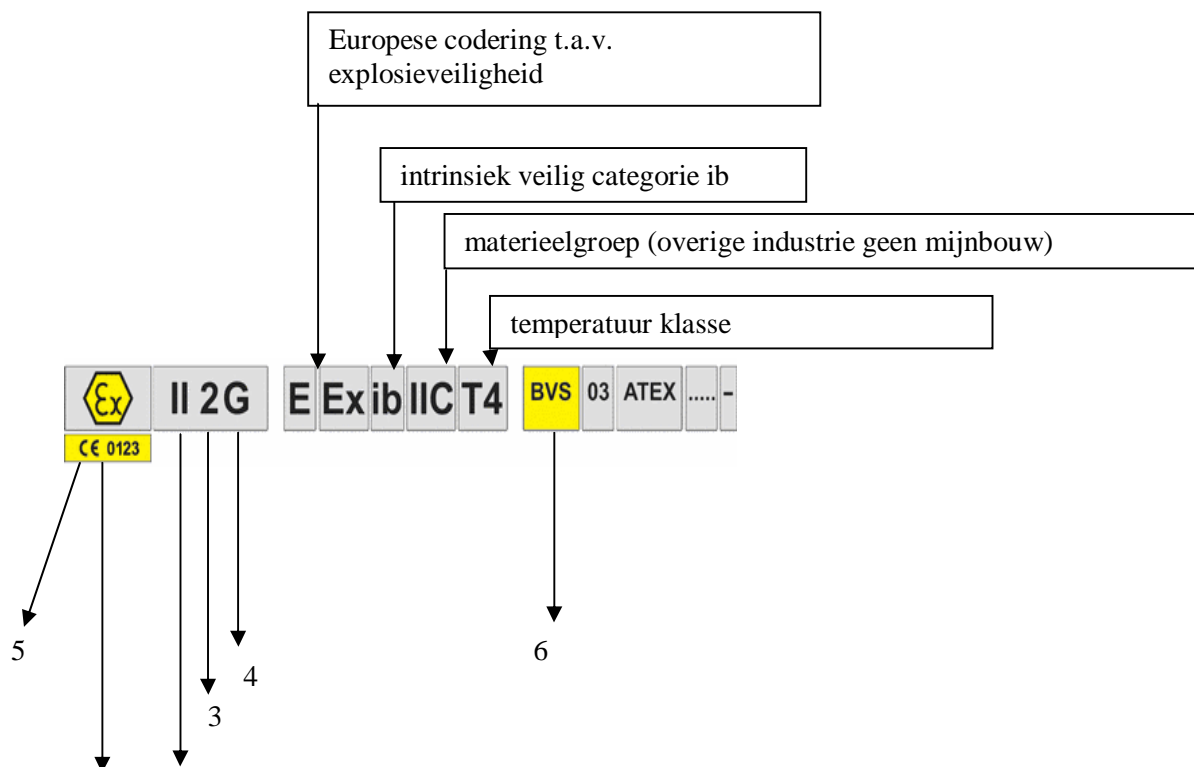 Europese codering t.a.v.
explosieveiligheid
intrinsiek veilig categorie ib
materieelgroep (overige industrie geen mijnbouw)
temperatuur klasse
Ex II 2G E Ex ib IIC T4 BVS 03 ATEX ..... -
CE 0123
5
4
6
3